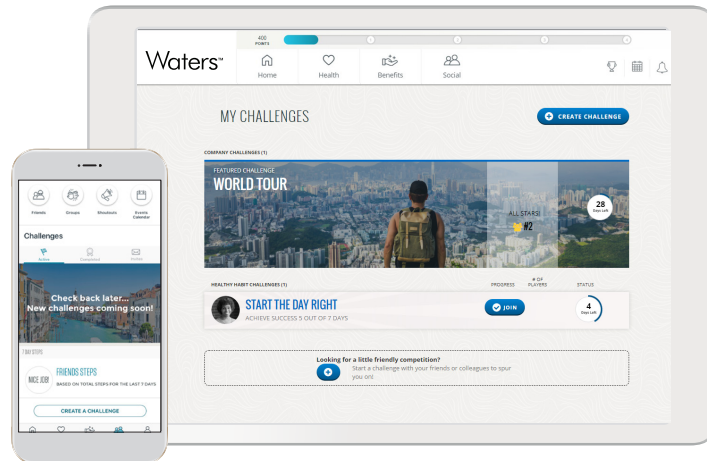 400
POINTS
Waters™
Home
Health
Benefits
Social
MY CHALLENGES
CREATE CHALLENGE
COMPANY CHALLENGES (1)
FEATURED CHALLENGE
WORLD TOUR
ALL STARS!
#2
28
Days Left
HEALTHY HABIT CHALLENGES (1)
PROGRESS
# OF
PLAYERS
STATUS
START THE DAY RIGHT
ACHIEVE SUCCESS 5 OUT OF 7 DAYS
JOIN
4
Days Left
Looking for a little friendly competition?
Start a challenge with your friends or colleagues to spur
you on!
Friends
Groups
Shoutouts
Events
Calendar
Challenges
Active
Completed
Check back later...
New challenges coming soon!
NICE JOB!
FRIENDS STEPS
BASED ON TOTAL STEPS FOR THE LAST 7 DAYS
CREATE A CHALLENGE